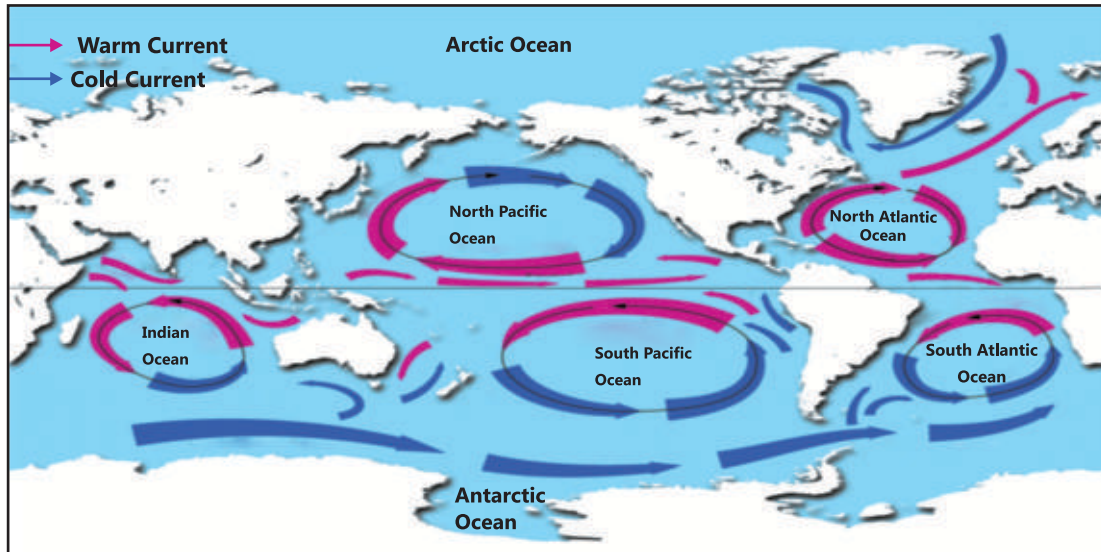 Warm Current
Arctic Ocean
Cold Current
North Pacific
Ocean
North Atlantic
Ocean
Indian
Ocean
South Pacific
Ocean
South Atlantic
Ocean
Antarctic
Ocean